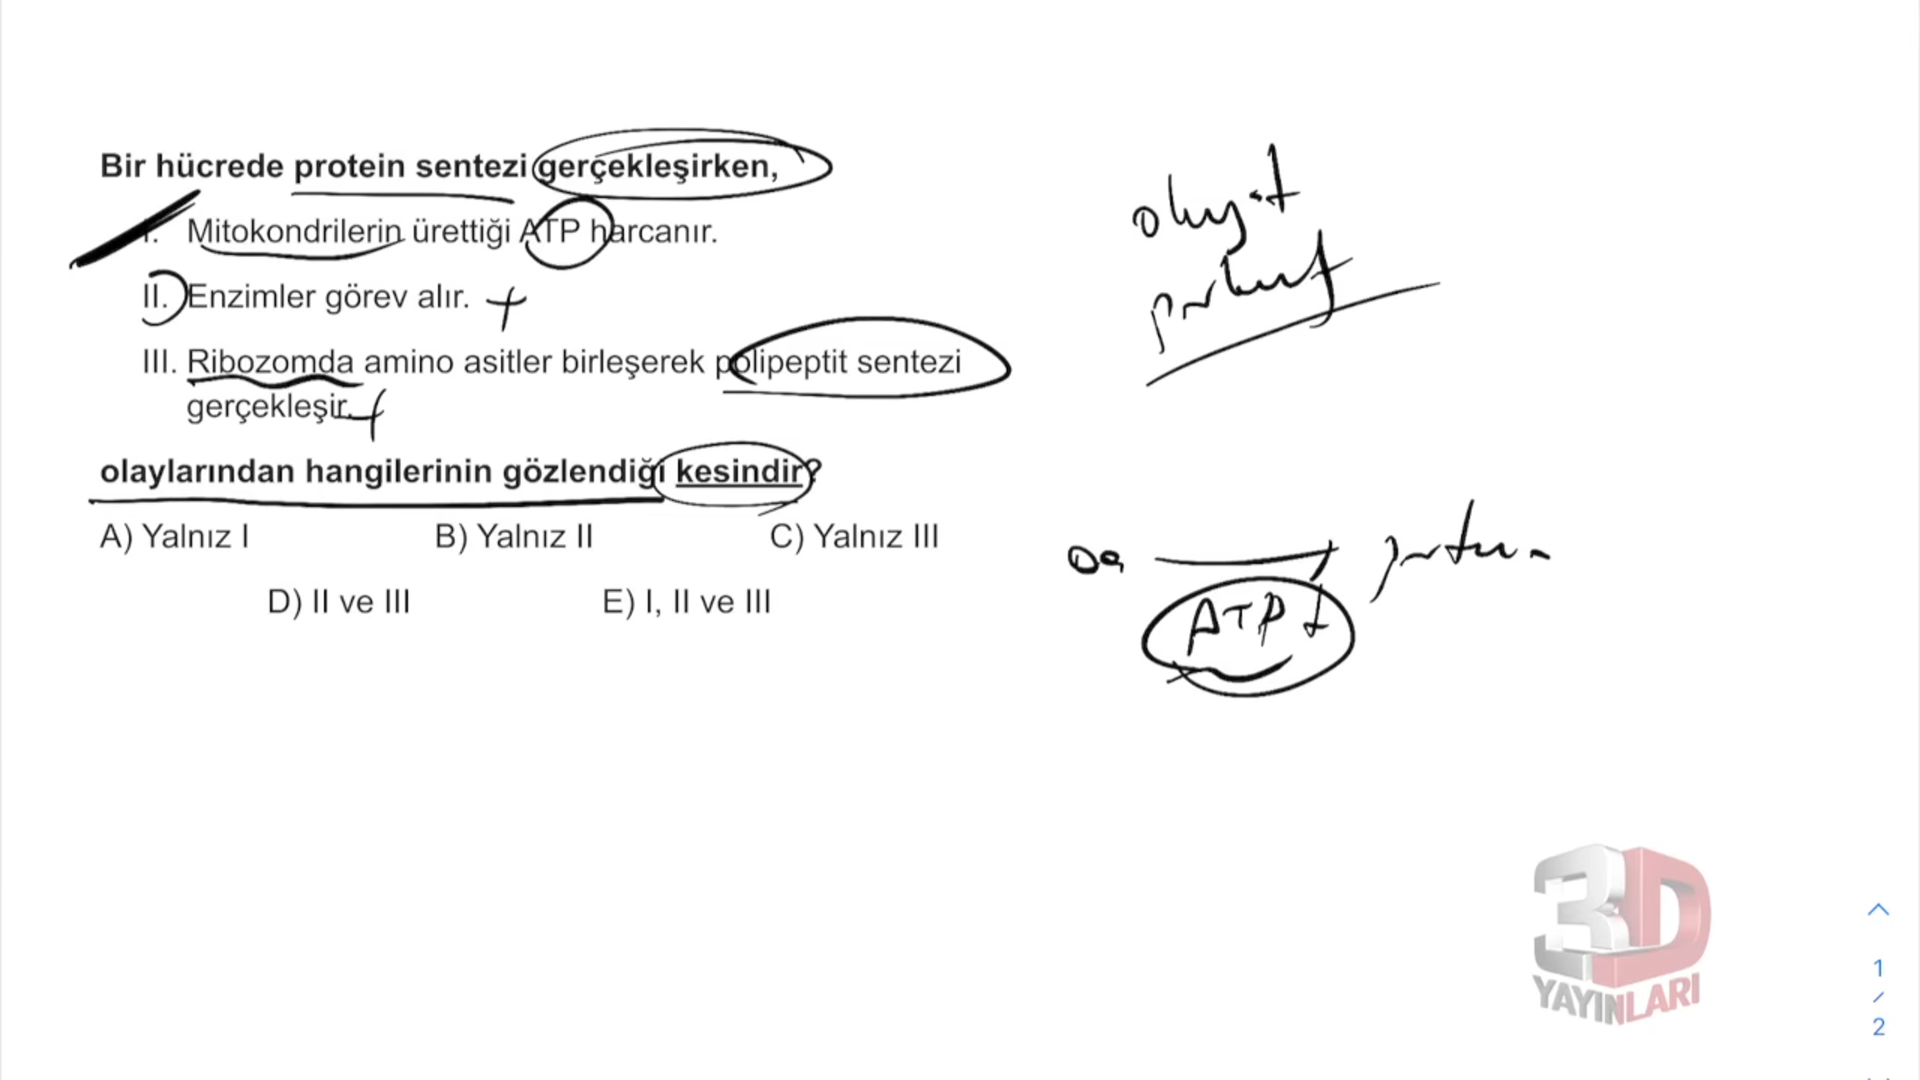 Bir hücrede protein sentezi gerçekleşirken,
I. Mitokondrilerin ürettiği ATP harcanır.
II. Enzimler görev alır. +
III. Ribozomda amino asitler birleşerek polipeptit sentezi
gerçekleşir. +
olaylarından hangilerinin gözlendiği kesindir?
A) Yalnız I B) Yalnız II C) Yalnız III
D) II ve III E) I, II ve III
ATP
3D
YAYINLARI
1
/
2